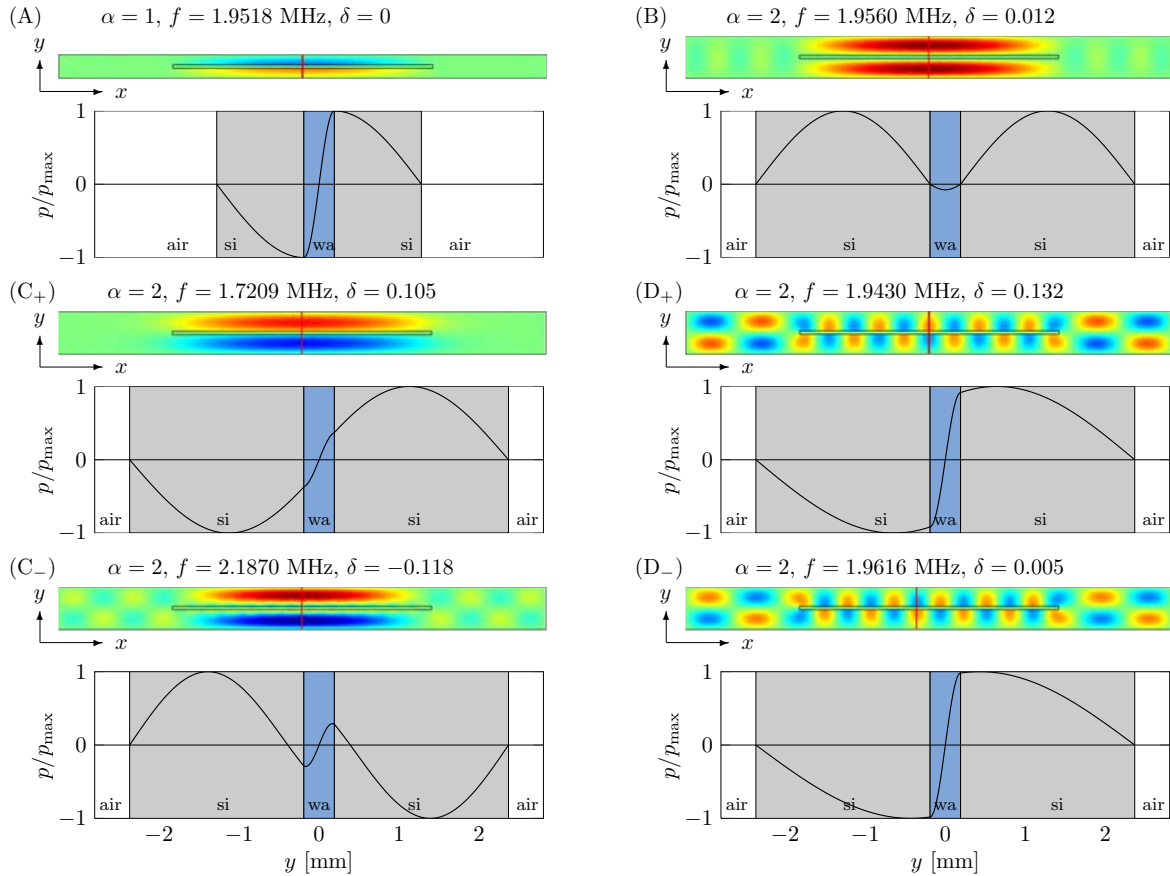 (A) α = 1, f = 1.9518 MHz, δ = 0
y
x
1
0
−1
p/pmax
air si wa si air
(B) α = 2, f = 1.9560 MHz, δ = 0.012
y
x
1
0
−1
p/pmax
air si wa si air
(C+) α = 2, f = 1.7209 MHz, δ = 0.105
y
x
1
0
−1
p/pmax
air si wa si air
(D+) α = 2, f = 1.9430 MHz, δ = 0.132
y
x
1
0
−1
p/pmax
air si wa si air
(C−) α = 2, f = 2.1870 MHz, δ = −0.118
y
x
1
0
−1
p/pmax
air si wa si air
−2 −1 0 1 2
y [mm]
(D−) α = 2, f = 1.9616 MHz, δ = 0.005
y
x
1
0
−1
p/pmax
air si wa si air
−2 −1 0 1 2
y [mm]